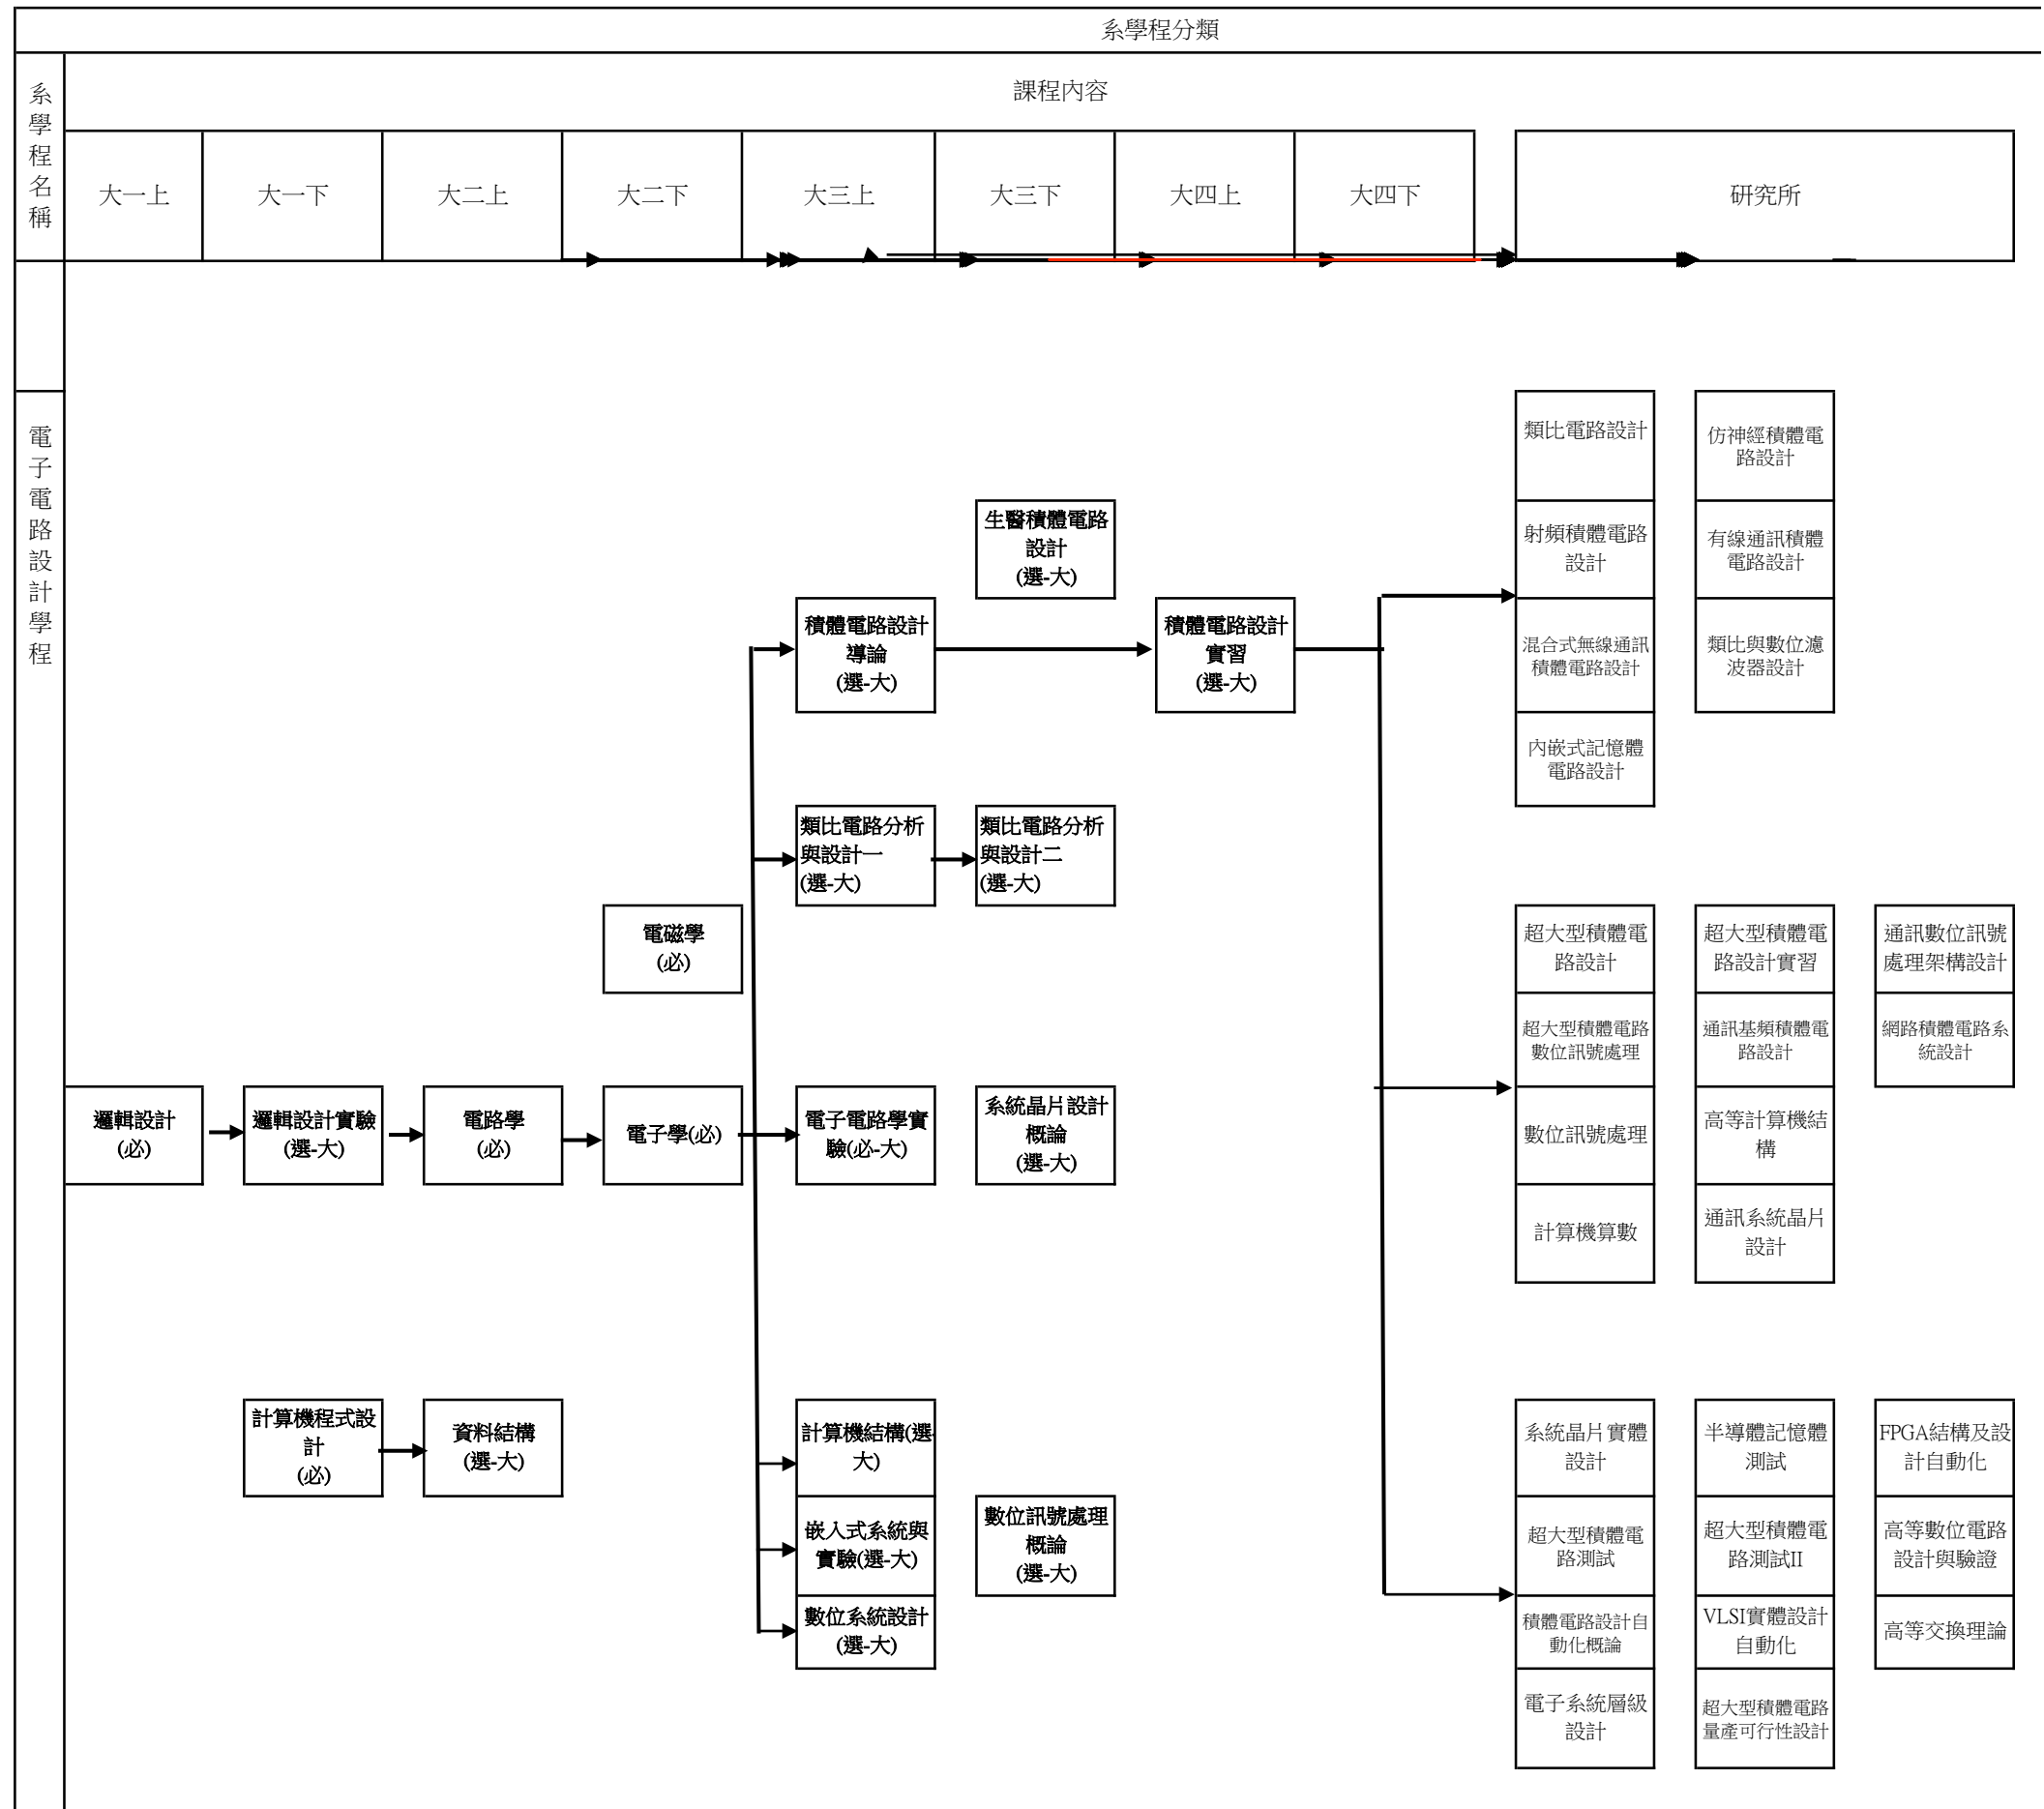 系學程分類
系學程名稱
課程內容
大一上
大一下
大二上
大二下
大三上
大三下
大四上
大四下
研究所
電子電路設計學程
類比電路設計
仿神經積體電
路設計
生醫積體電路
設計
(選-大)
射頻積體電路
設計
有線通訊積體
電路設計
積體電路設計
導論
(選-大)
積體電路設計
實習
(選-大)
混合式無線通訊
積體電路設計
類比與數位濾
波器設計
內嵌式記憶體
電路設計
類比電路分析
與設計一
(選-大)
類比電路分析
與設計二
(選-大)
電磁學
(必)
超大型積體電
路設計
超大型積體電
路設計實習
通訊數位訊號
處理架構設計
超大型積體電路
數位訊號處理
通訊基頻積體電
路設計
網路積體電路系
統設計
邏輯設計
(必)
邏輯設計實驗
(選-大)
電路學
(必)
電子學(必)
電子電路學實
驗(必-大)
系統晶片設計
概論
(選-大)
數位訊號處理
高等計算機結
構
計算機算數
通訊系統晶片
設計
計算機程式設
計
(必)
資料結構
(選-大)
計算機結構(選-
大)
系統晶片實體
設計
半導體記憶體
測試
FPGA結構及設
計自動化
嵌入式系統與
實驗(選-大)
數位訊號處理
概論
(選-大)
超大型積體電
路測試
超大型積體電
路測試II
高等數位電路
設計與驗證
數位系統設計
(選-大)
積體電路設計自
動化概論
VLSI實體設計
自動化
高等交換理論
電子系統層級
設計
超大型積體電路
量產可行性設計